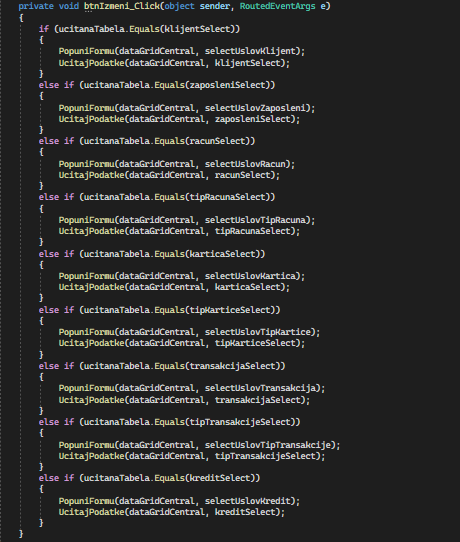 private void btnIzmeni_Click(object sender, RoutedEventArgs e)
{
if (ucitanaTabela.Equals(klijentSelect))
{
PopuniFormu(dataGridCentral, selectUslovKlijent);
UcitajPodatke(dataGridCentral, klijentSelect);
}
else if (ucitanaTabela.Equals(zaposleniSelect))
{
PopuniFormu(dataGridCentral, selectUslovZaposleni);
UcitajPodatke(dataGridCentral, zaposleniSelect);
}
else if (ucitanaTabela.Equals(racunSelect))
{
PopuniFormu(dataGridCentral, selectUslovRacun);
UcitajPodatke(dataGridCentral, racunSelect);
}
else if (ucitanaTabela.Equals(tipRacunaSelect))
{
PopuniFormu(dataGridCentral, selectUslovTipRacuna);
UcitajPodatke(dataGridCentral, tipRacunaSelect);
}
else if (ucitanaTabela.Equals(karticaSelect))
{
PopuniFormu(dataGridCentral, selectUslovKartica);
UcitajPodatke(dataGridCentral, karticaSelect);
}
else if (ucitanaTabela.Equals(tipKarticeSelect))
{
PopuniFormu(dataGridCentral, selectUslovTipKartice);
UcitajPodatke(dataGridCentral, tipKarticeSelect);
}
else if (ucitanaTabela.Equals(transakcijaSelect))
{
PopuniFormu(dataGridCentral, selectUslovTransakcija);
UcitajPodatke(dataGridCentral, transakcijaSelect);
}
else if (ucitanaTabela.Equals(tipTransakcijeSelect))
{
PopuniFormu(dataGridCentral, selectUslovTipTransakcije);
UcitajPodatke(dataGridCentral, tipTransakcijeSelect);
}
else if (ucitanaTabela.Equals(kreditSelect))
{
PopuniFormu(dataGridCentral, selectUslovKredit);
UcitajPodatke(dataGridCentral, kreditSelect);
}
}